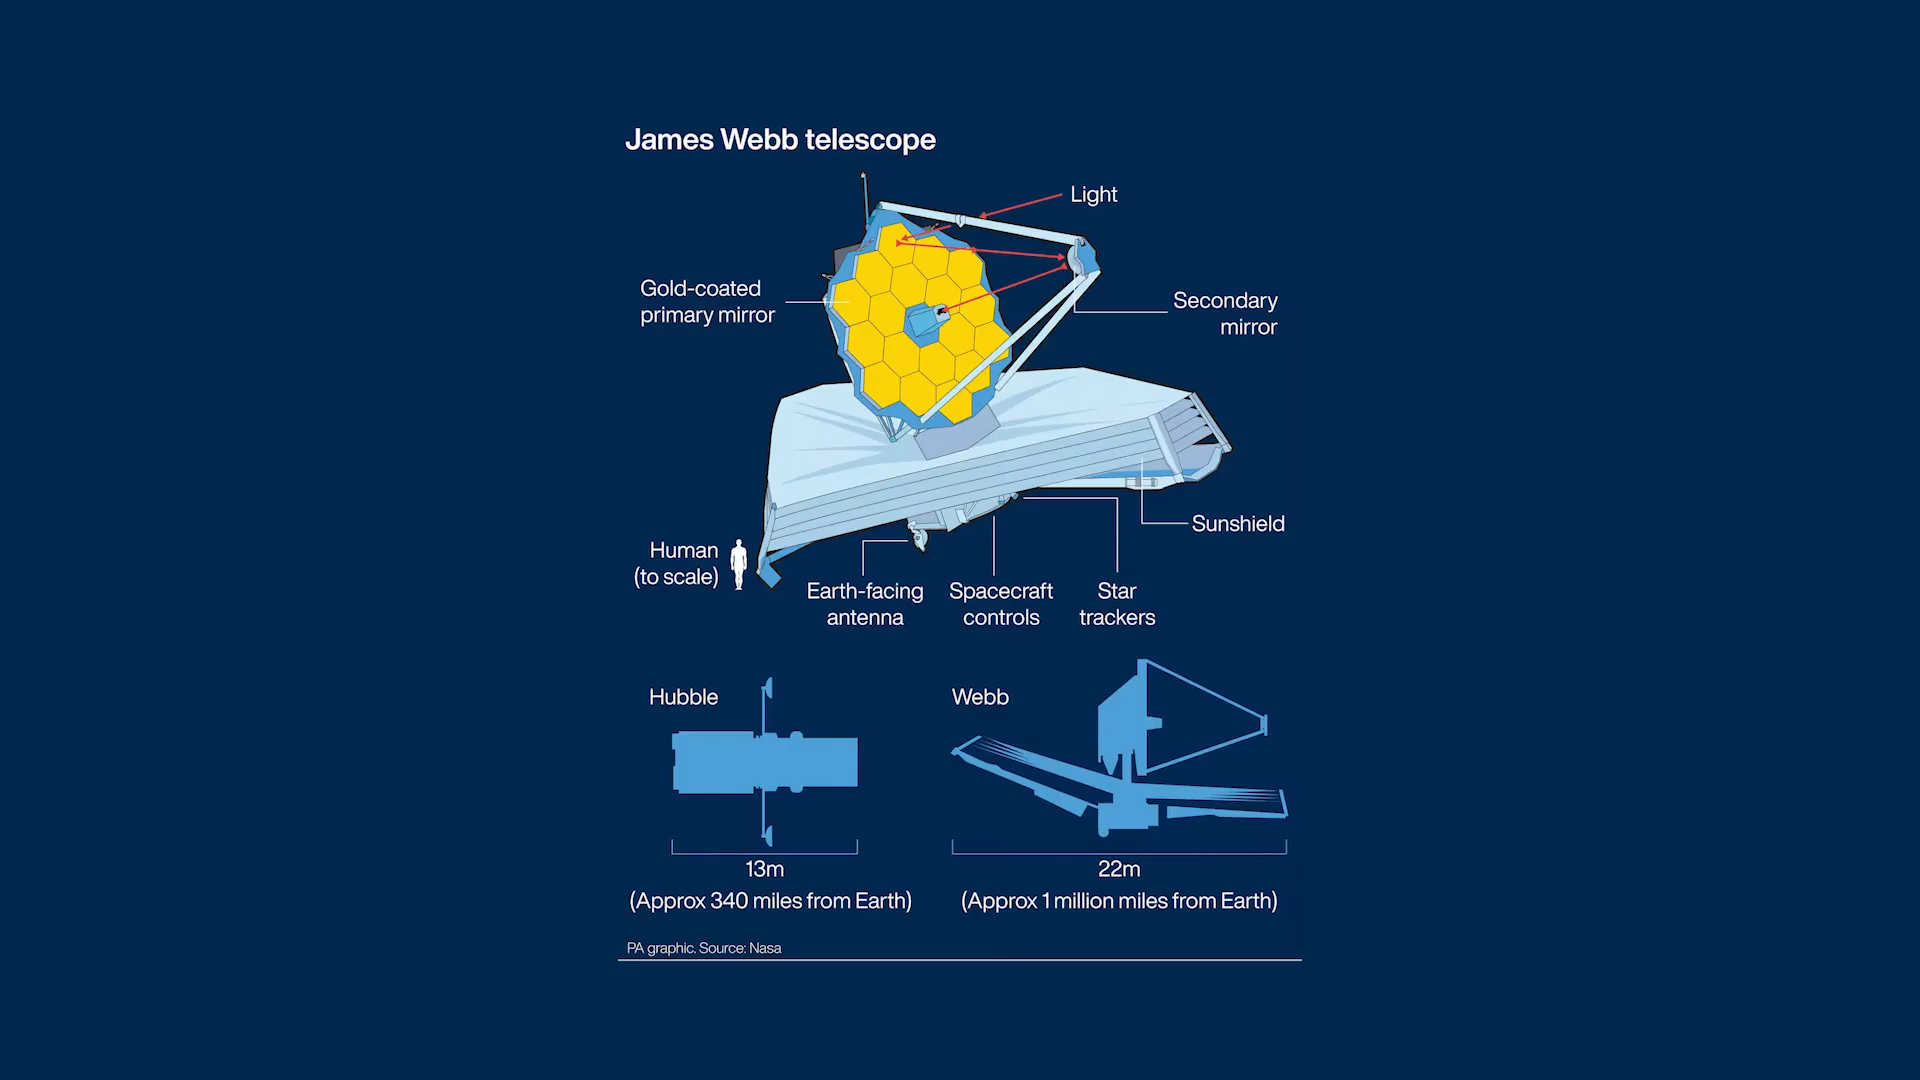 James Webb telescope
Light
Gold-coated
primary mirror
Secondary
mirror
Sunshield
Human
(to scale)
Earth-facing
antenna
Spacecraft
controls
Star
trackers
Hubble
Webb
13m
22m
(Approx 340 miles from Earth)
(Approx 1 million miles from Earth)
PA graphic. Source: Nasa